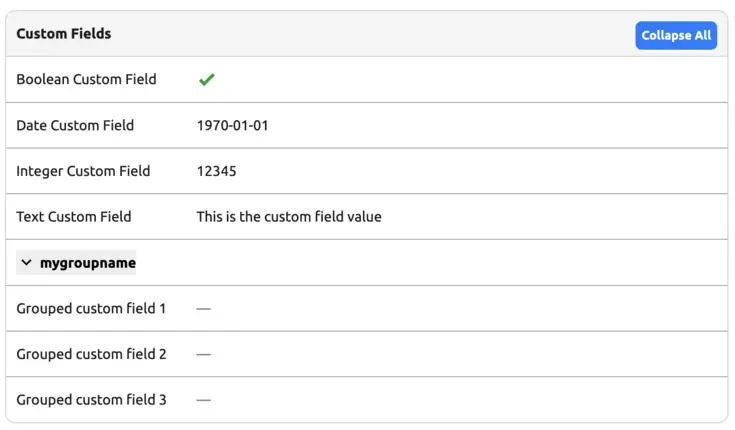 Custom Fields Collapse All
Boolean Custom Field
Date Custom Field 1970-01-01
Integer Custom Field 12345
Text Custom Field This is the custom field value
mygroupname
Grouped custom field 1 —
Grouped custom field 2 —
Grouped custom field 3 —